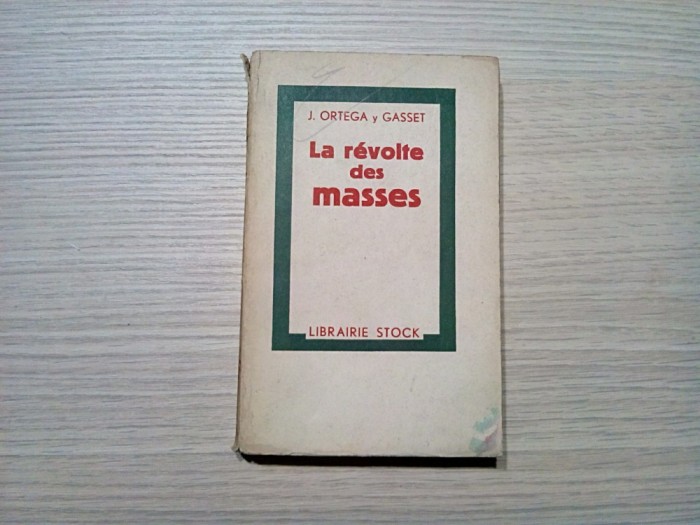 J. ORTEGA y GASSET
La révolte
des
masses
LIBRAIRIE STOCK